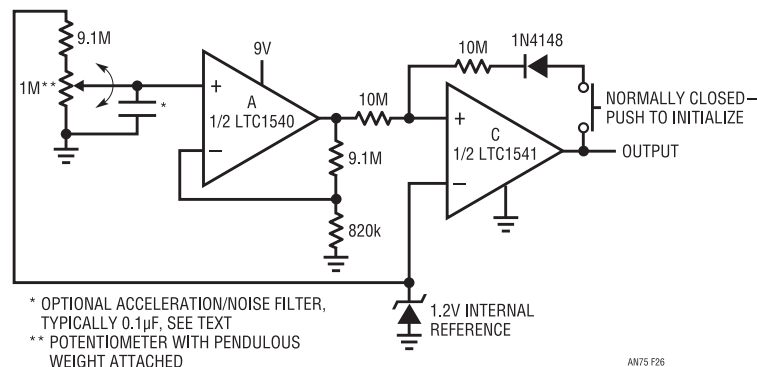 9.1M
1M**
*
9V
+
A
1/2 LTC1540
–
10M
9.1M
820k
10M
1N4148
+
C
1/2 LTC1541
–
NORMALLY CLOSED–
PUSH TO INITIALIZE
OUTPUT
1.2V INTERNAL
REFERENCE
* OPTIONAL ACCELERATION/NOISE FILTER,
TYPICALLY 0.1µF, SEE TEXT
** POTENTIOMETER WITH PENDULOUS
WEIGHT ATTACHED
AN75 F26